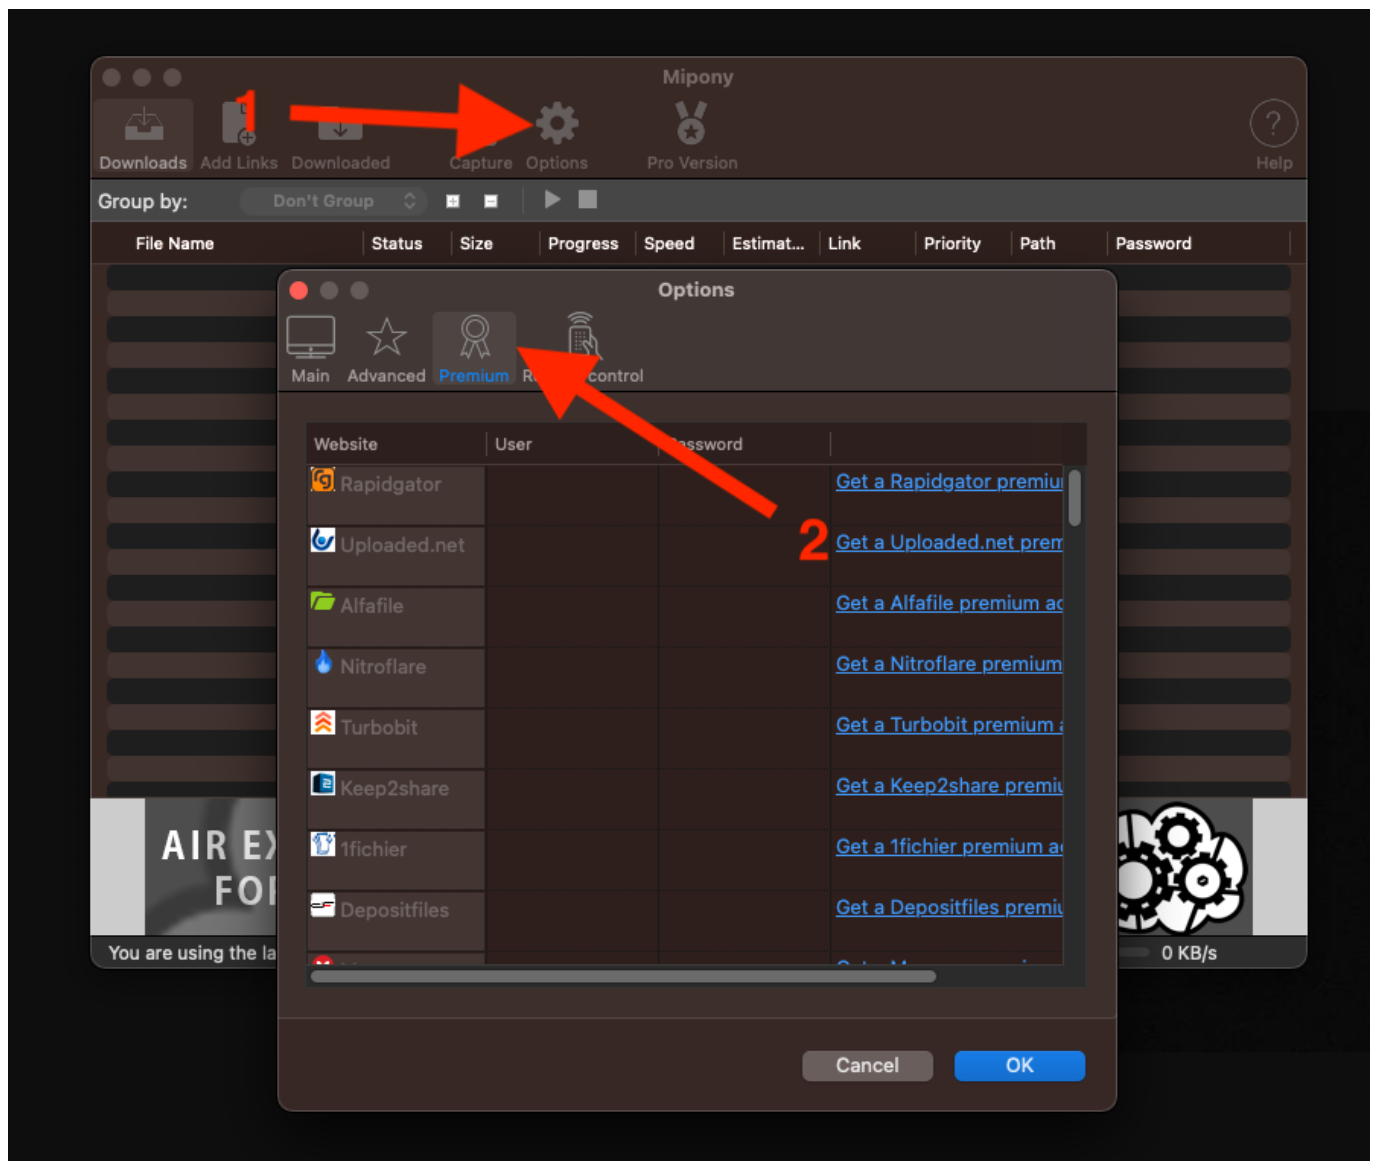 Mipony
1
Downloads Add Links Downloaded Capture Options Pro Version Help
Group by: Don't Group
File Name Status Size Progress Speed Estimat... Link Priority Path Password
Options
Main Advanced Premium control
Website User Password
Rapidgator Get a Rapidgator premiu
2
Uploaded.net Get a Uploaded.net prem
Alfafile Get a Alfafile premium ac
Nitroflare Get a Nitroflare premium
Turbobit Get a Turbobit premium
Keep2share Get a Keep2share premiu
1fichier Get a 1fichier premium a
Depositfiles Get a Depositfiles premiu
AIR EX
FOR
You are using the la 0 KB/s
Cancel OK